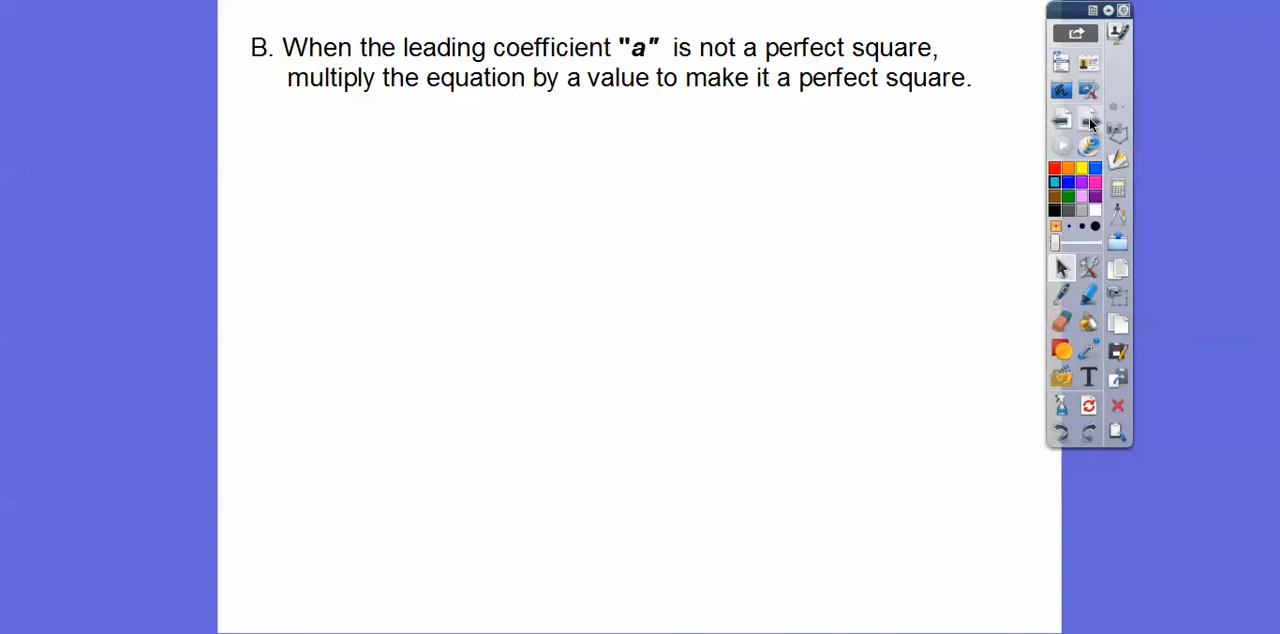 B. When the leading coefficient "a" is not a perfect square,
multiply the equation by a value to make it a perfect square.